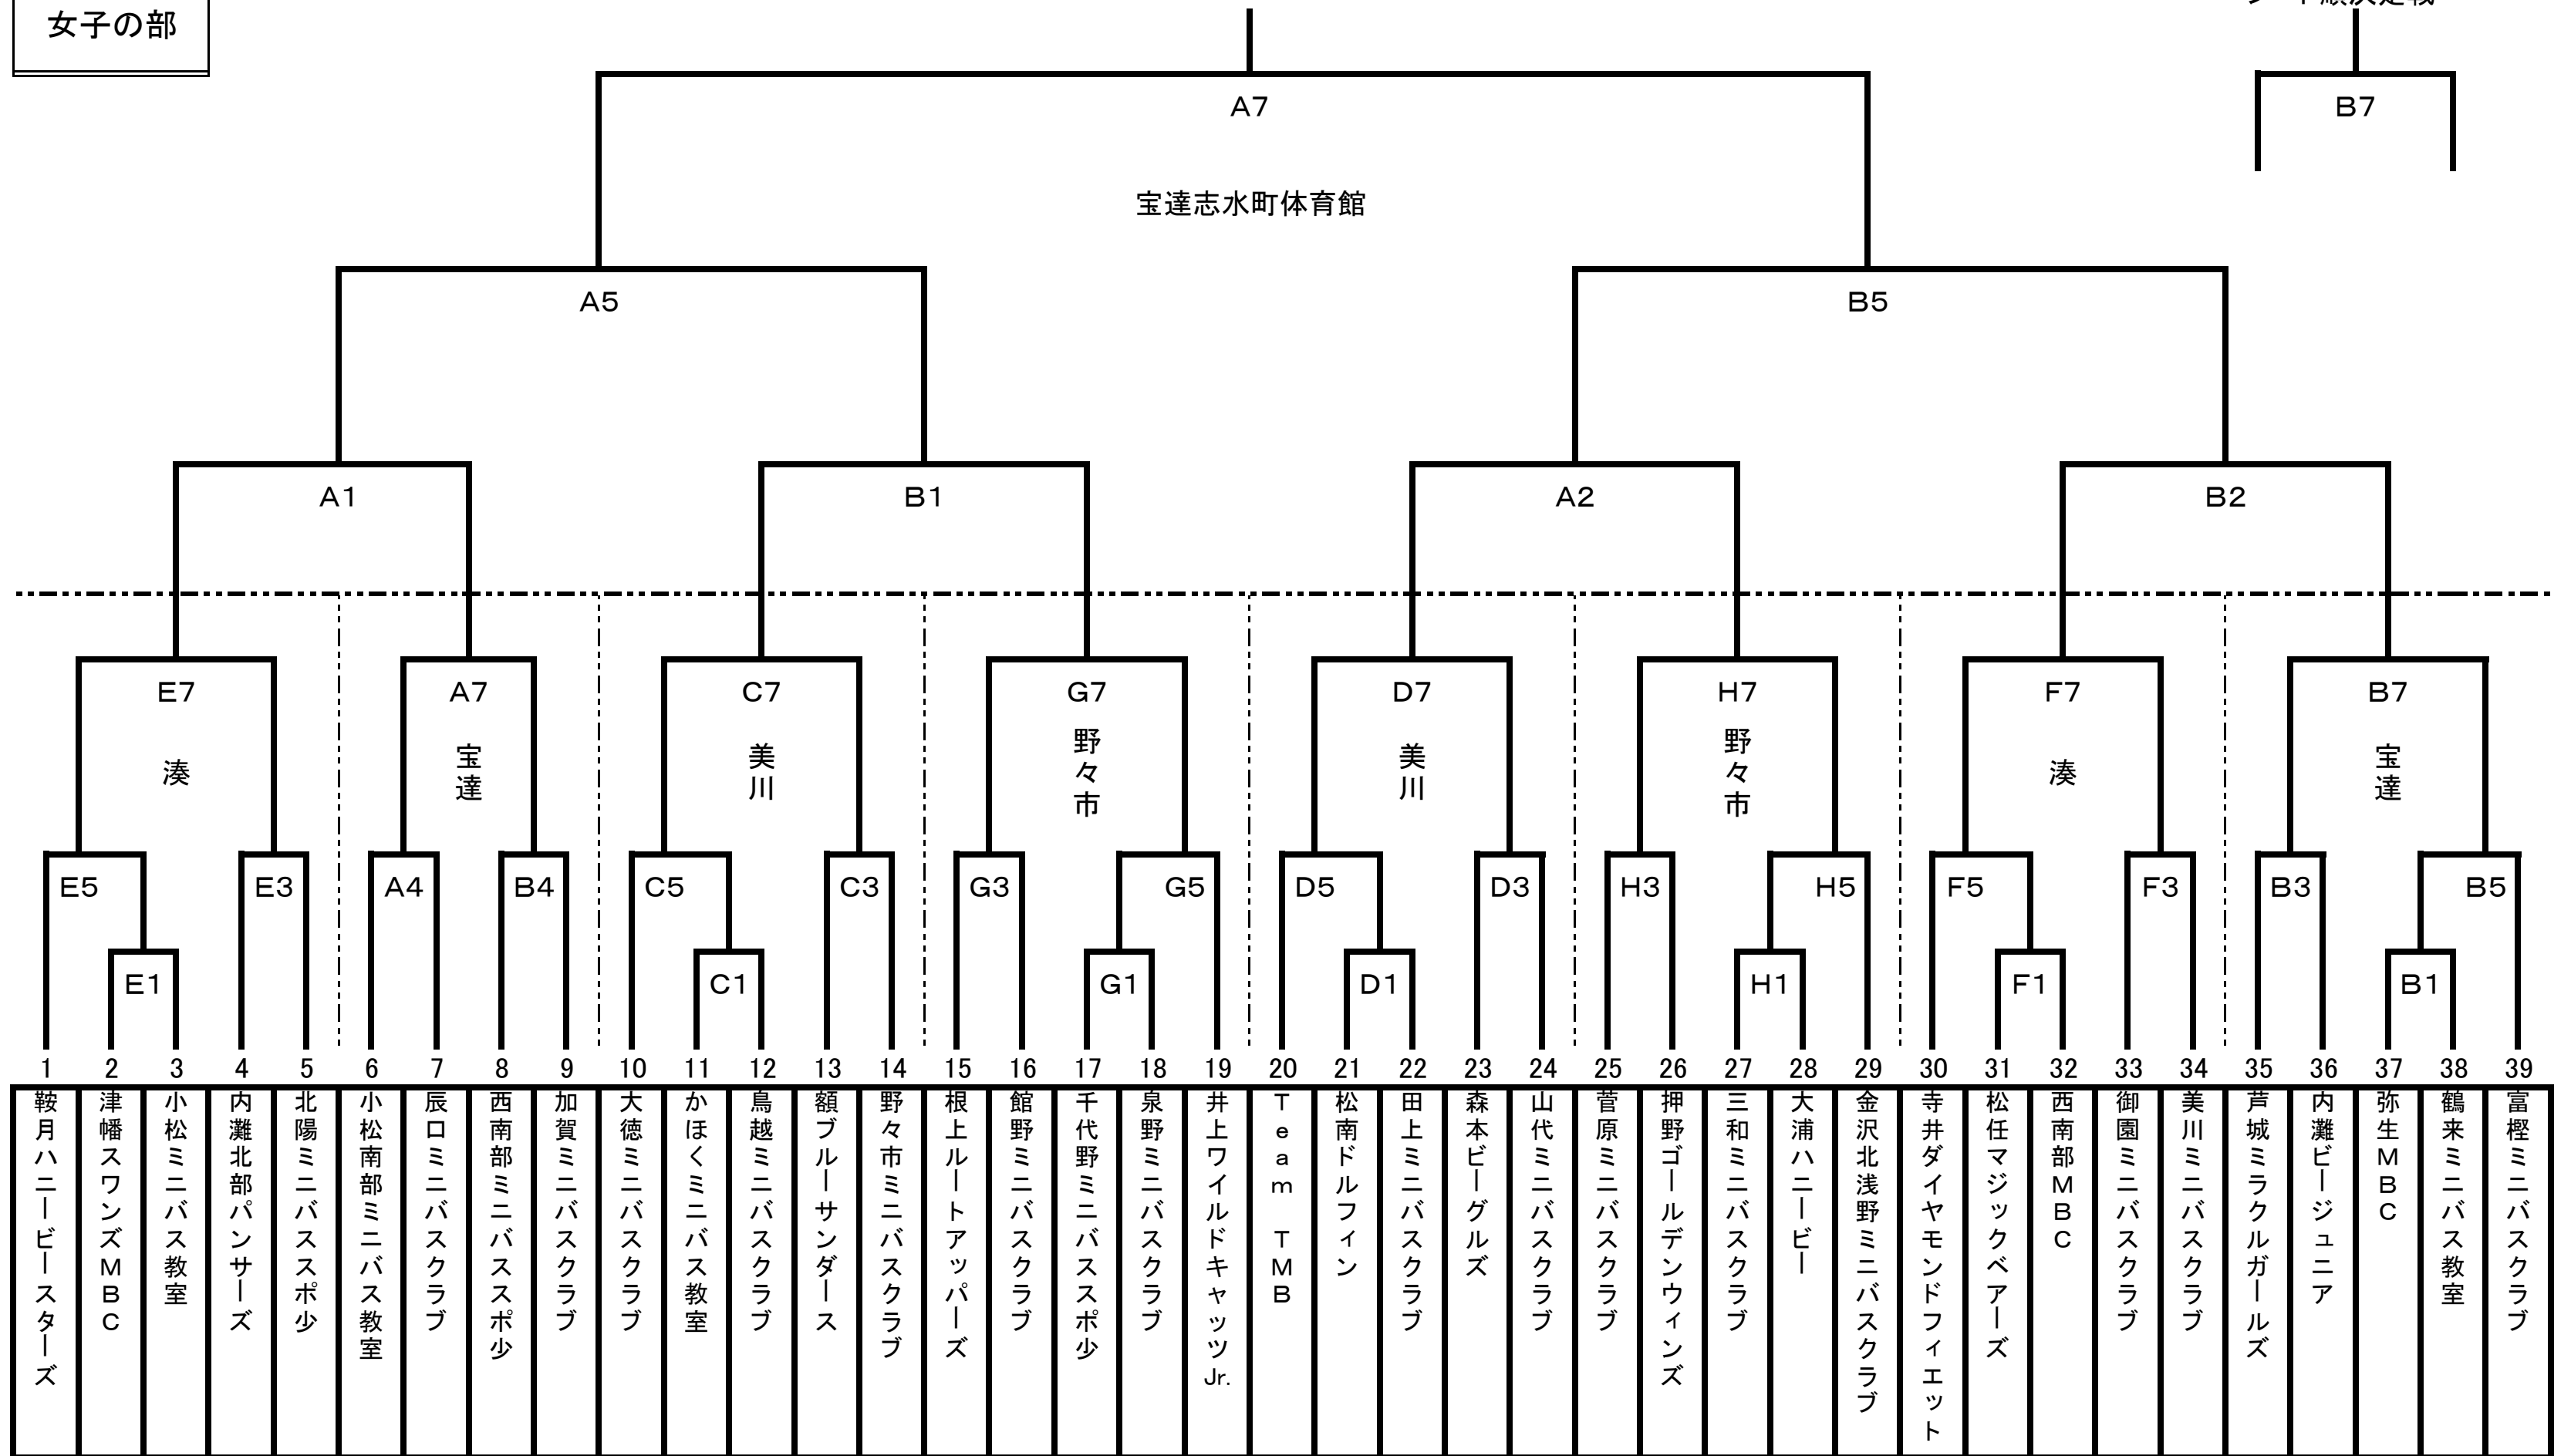 女子の部
A7
B7
宝達志水町体育館
A5
B5
A1
B1
A2
B2
E7
A7
C7
G7
D7
H7
F7
B7
湊
宝達
美川
野々市
美川
野々市
湊
宝達
E5
E3
A4
B4
C5
C3
G3
G5
D5
D3
H3
H5
F5
F3
B3
B5
E1
C1
G1
D1
H1
F1
B1
1 2 3 4 5 6 7 8 9 10 11 12 13 14 15 16 17 18 19 20 21 22 23 24 25 26 27 28 29 30 31 32 33 34 35 36 37 38 39
鞍月ハニービースターズ
津幡スワンズMBC
小松ミニバス教室
内灘北部パンサーズ
北陽ミニバススポ少
小松南部ミニバス教室
辰口ミニバスクラブ
西南部ミニバススポ少
加賀ミニバスクラブ
大徳ミニバスクラブ
かほくミニバス教室
鳥越ミニバスクラブ
額ブルーサンダース
野々市ミニバスクラブ
根上ルートアッパーズ
館野ミニバスクラブ
千代野ミニバススポ少
泉野ミニバスクラブ
井上ワイルドキャッツJr.
Team TMB
松南ドルフィン
田上ミニバスクラブ
森本ビーグルズ
山代ミニバスクラブ
菅原ミニバスクラブ
押野ゴールデンウィンズ
三和ミニバスクラブ
大浦ハニービー
金沢北浅野ミニバスクラブ
寺井ダイヤモンドフィエット
松任マジックベアーズ
西南部MBC
御園ミニバスクラブ
美川ミニバスクラブ
芦城ミラクルガールズ
内灘ビージュニア
弥生MBC
鶴来ミニバス教室
富樫ミニバスクラブ